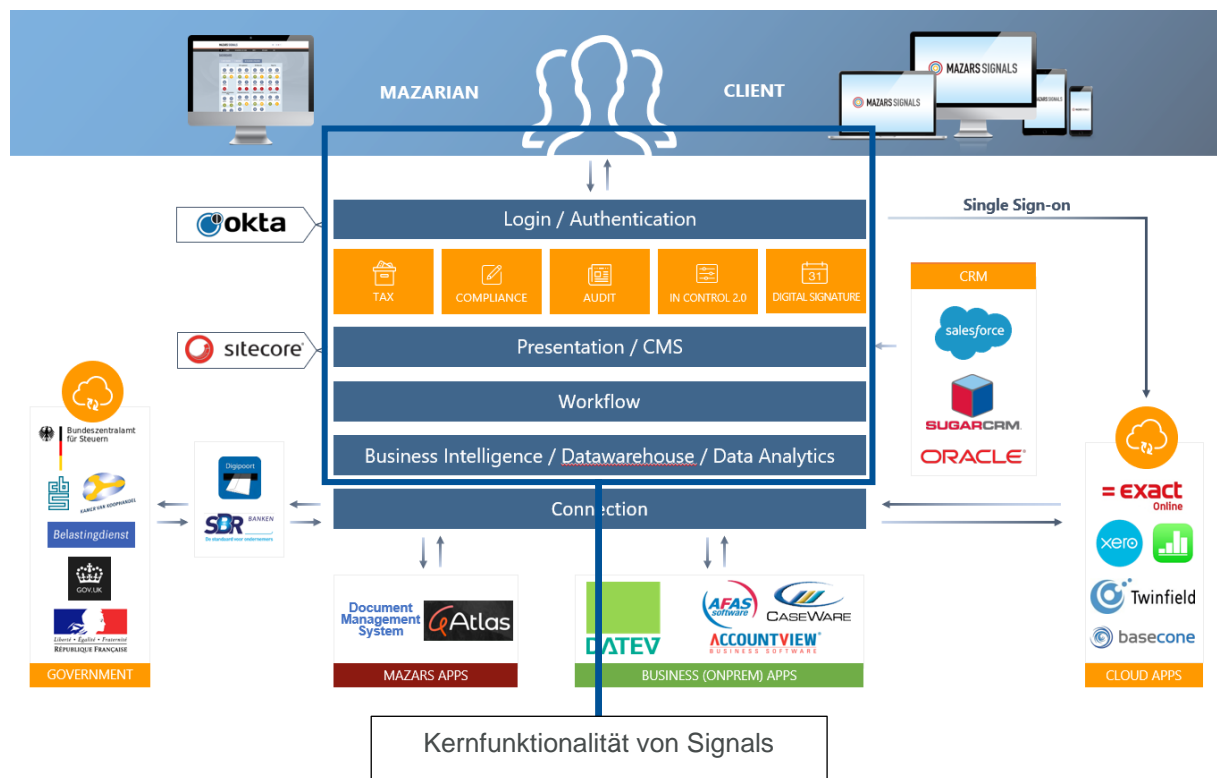 MAZARIAN
CLIENT
MAZARS SIGNALS
MAZARS SIGNALS
MAZARS SIGNALS
okta
Login / Authentication
Single Sign-on
TAX
COMPLIANCE
AUDIT
31
IN CONTROL 2.0
DIGITAL SIGNATURE
CRM
salesforce
SUGARCRM
ORACLE
sitecore
Presentation / CMS
Workflow
Business Intelligence / Datawarehouse / Data Analytics
Connection
Bundeszentralamt
für Steuern
cbs
KAMER VAN KOOPHANDEL
Belastingdienst
GOV.UK
Liberté • Égalité • Fraternité
RÉPUBLIQUE FRANÇAISE
GOVERNMENT
Digipoort
SBR BANKEN
De standaard voor ondernemers
Document
Management
System
Atlas
MAZARS APPS
DATEV
AFAS
software
CASEWARE
ACCOUNTVIEW
BUSINESS SOFTWARE
BUSINESS (ONPREM) APPS
= exact
Online
xero
Twinfield
basecone
CLOUD APPS
Kernfunktionalität von Signals